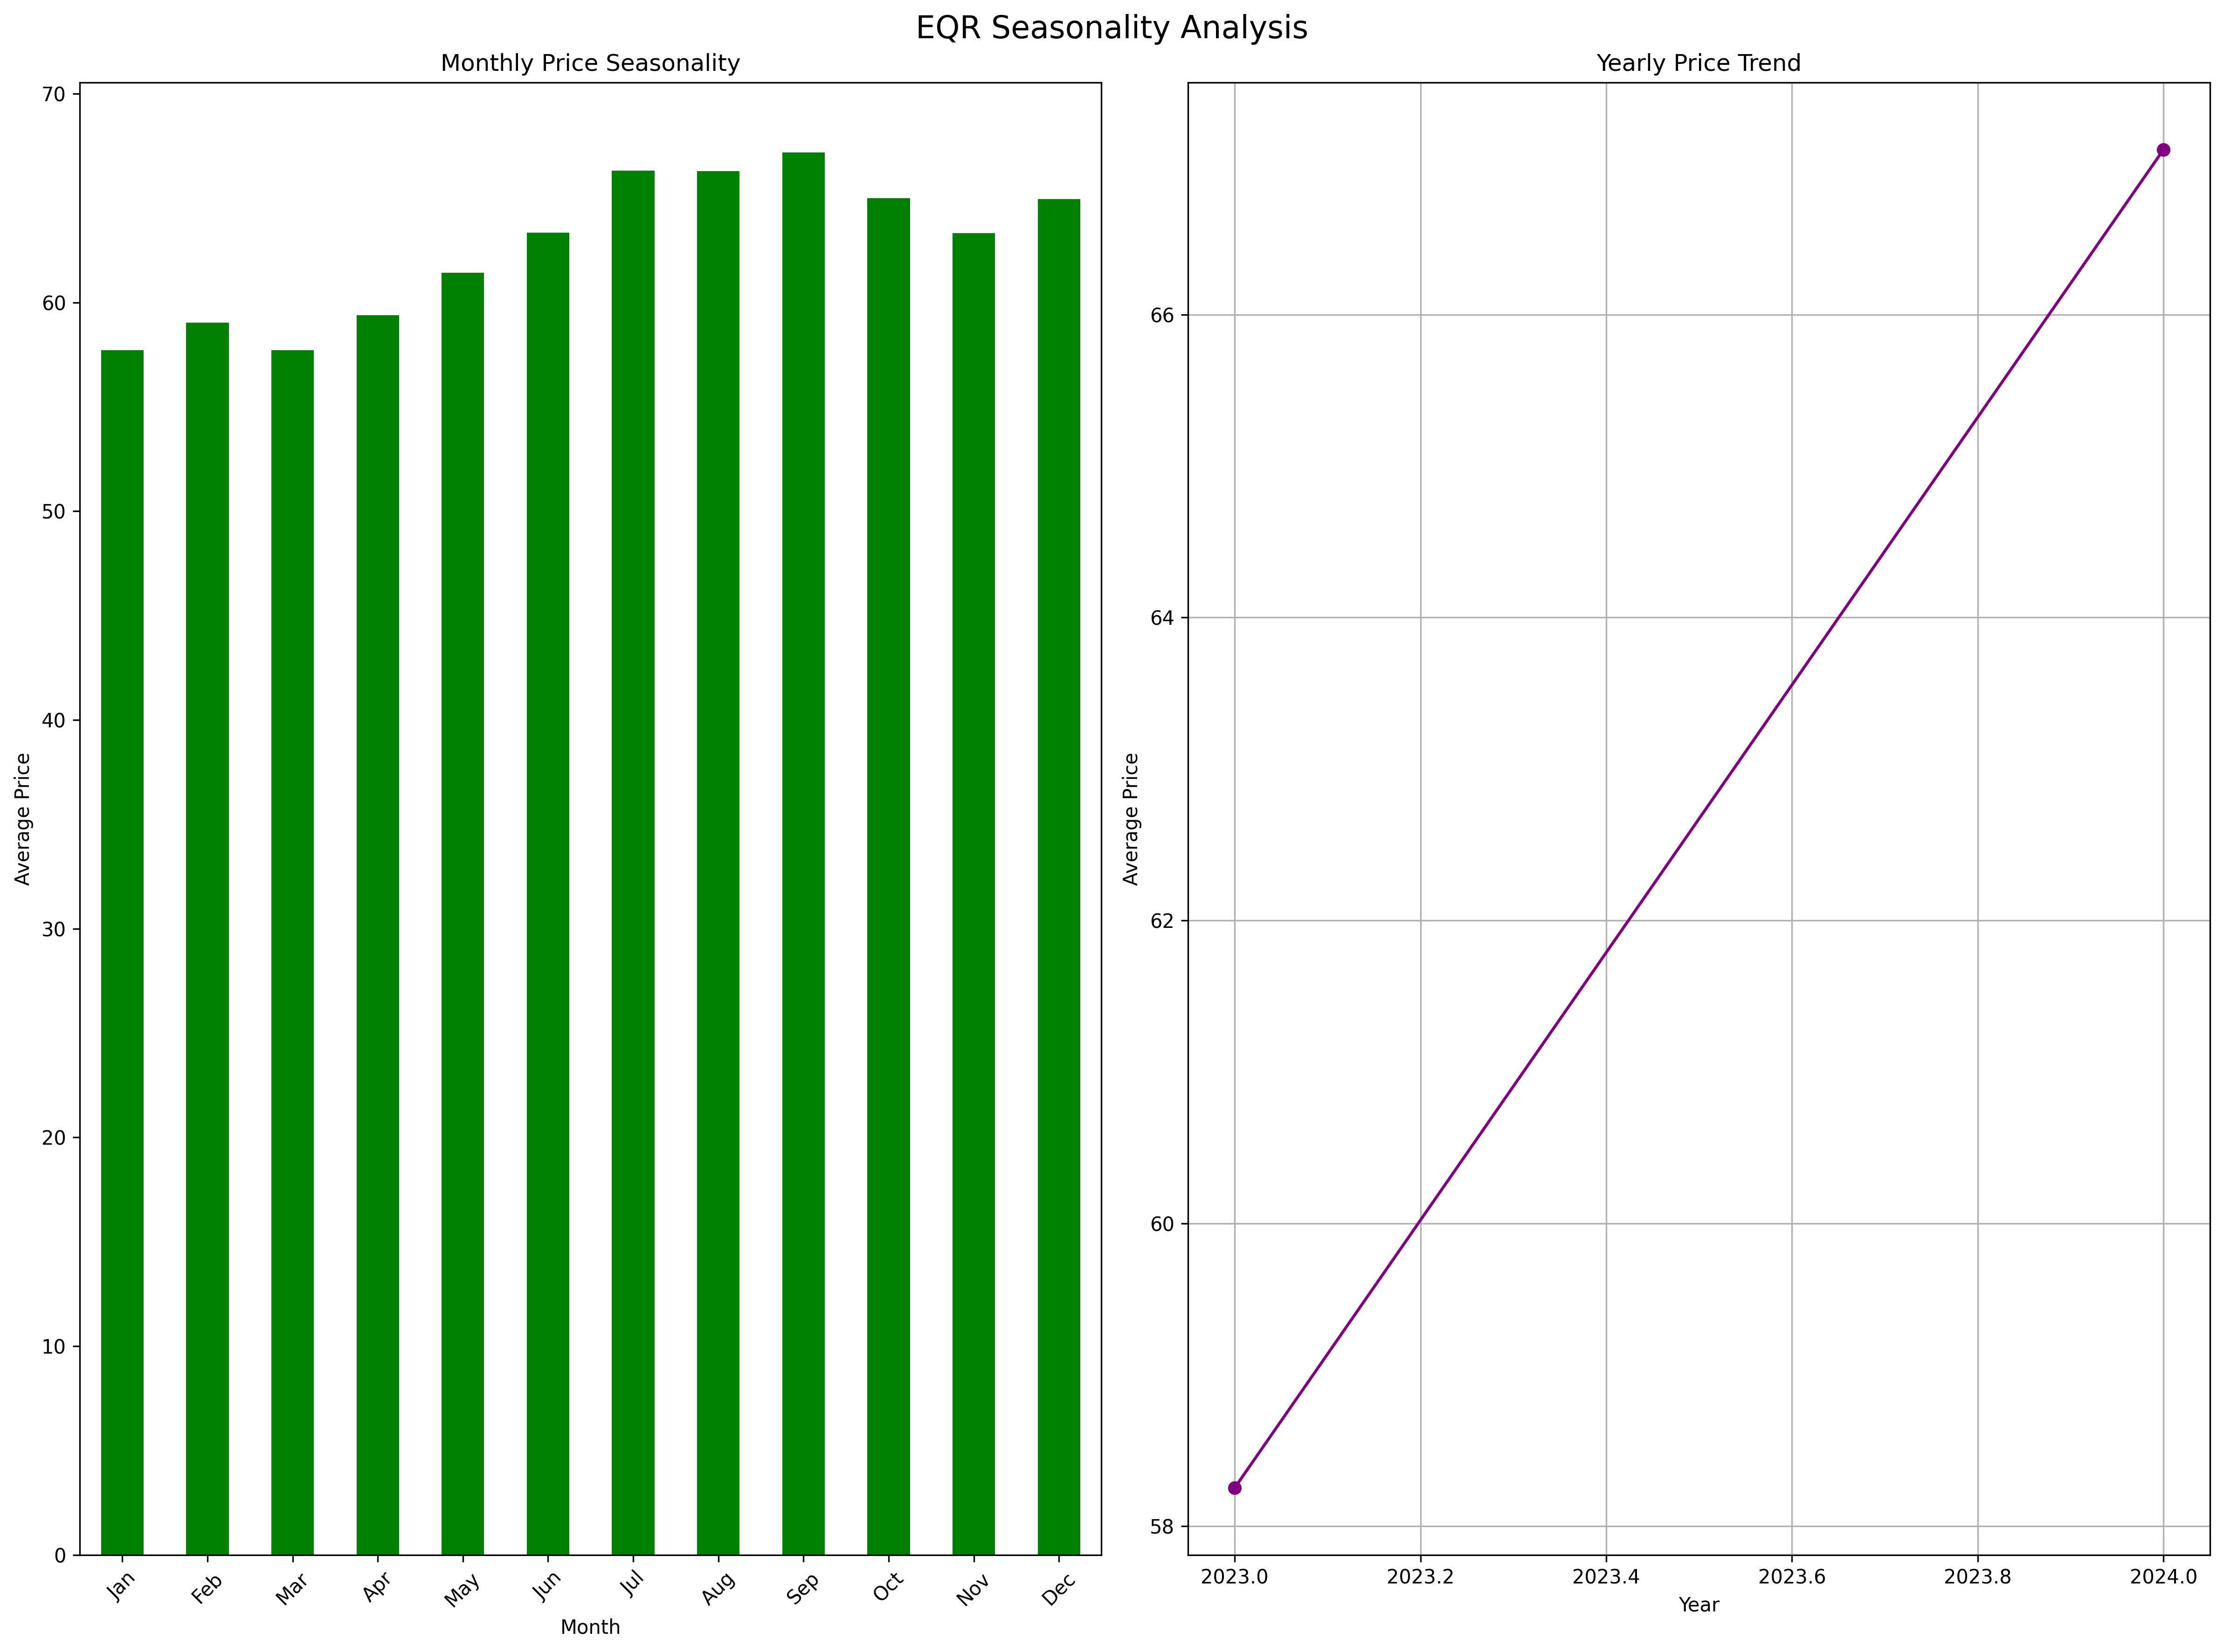 EQR Seasonality Analysis
Monthly Price Seasonality
70
60
50
40
30
20
10
0
Average Price
Jan Feb Mar Apr May Jun Jul Aug Sep Oct Nov Dec
Month
Yearly Price Trend
66
64
62
60
58
Average Price
2023.0 2023.2 2023.4 2023.6 2023.8 2024.0
Year